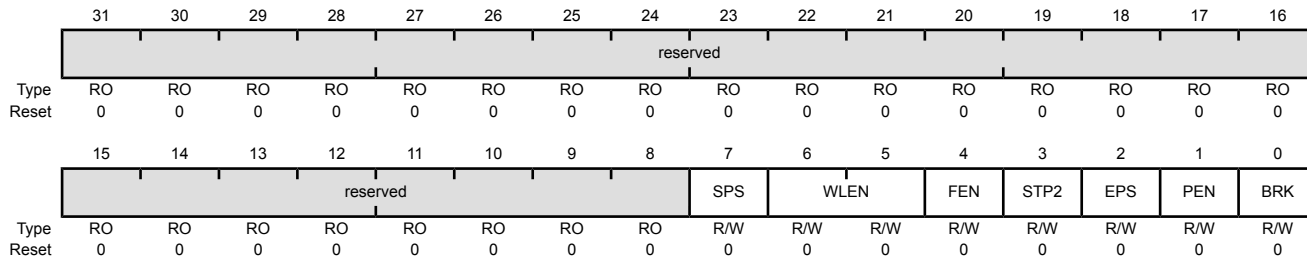 31 30 29 28 27 26 25 24 23 22 21 20 19 18 17 16
reserved
Type RO RO RO RO RO RO RO RO RO RO RO RO RO RO RO RO
Reset 0 0 0 0 0 0 0 0 0 0 0 0 0 0 0 0
15 14 13 12 11 10 9 8 7 6 5 4 3 2 1 0
reserved SPS WLEN FEN STP2 EPS PEN BRK
Type RO RO RO RO RO RO RO RO R/W R/W R/W R/W R/W R/W R/W R/W
Reset 0 0 0 0 0 0 0 0 0 0 0 0 0 0 0 0